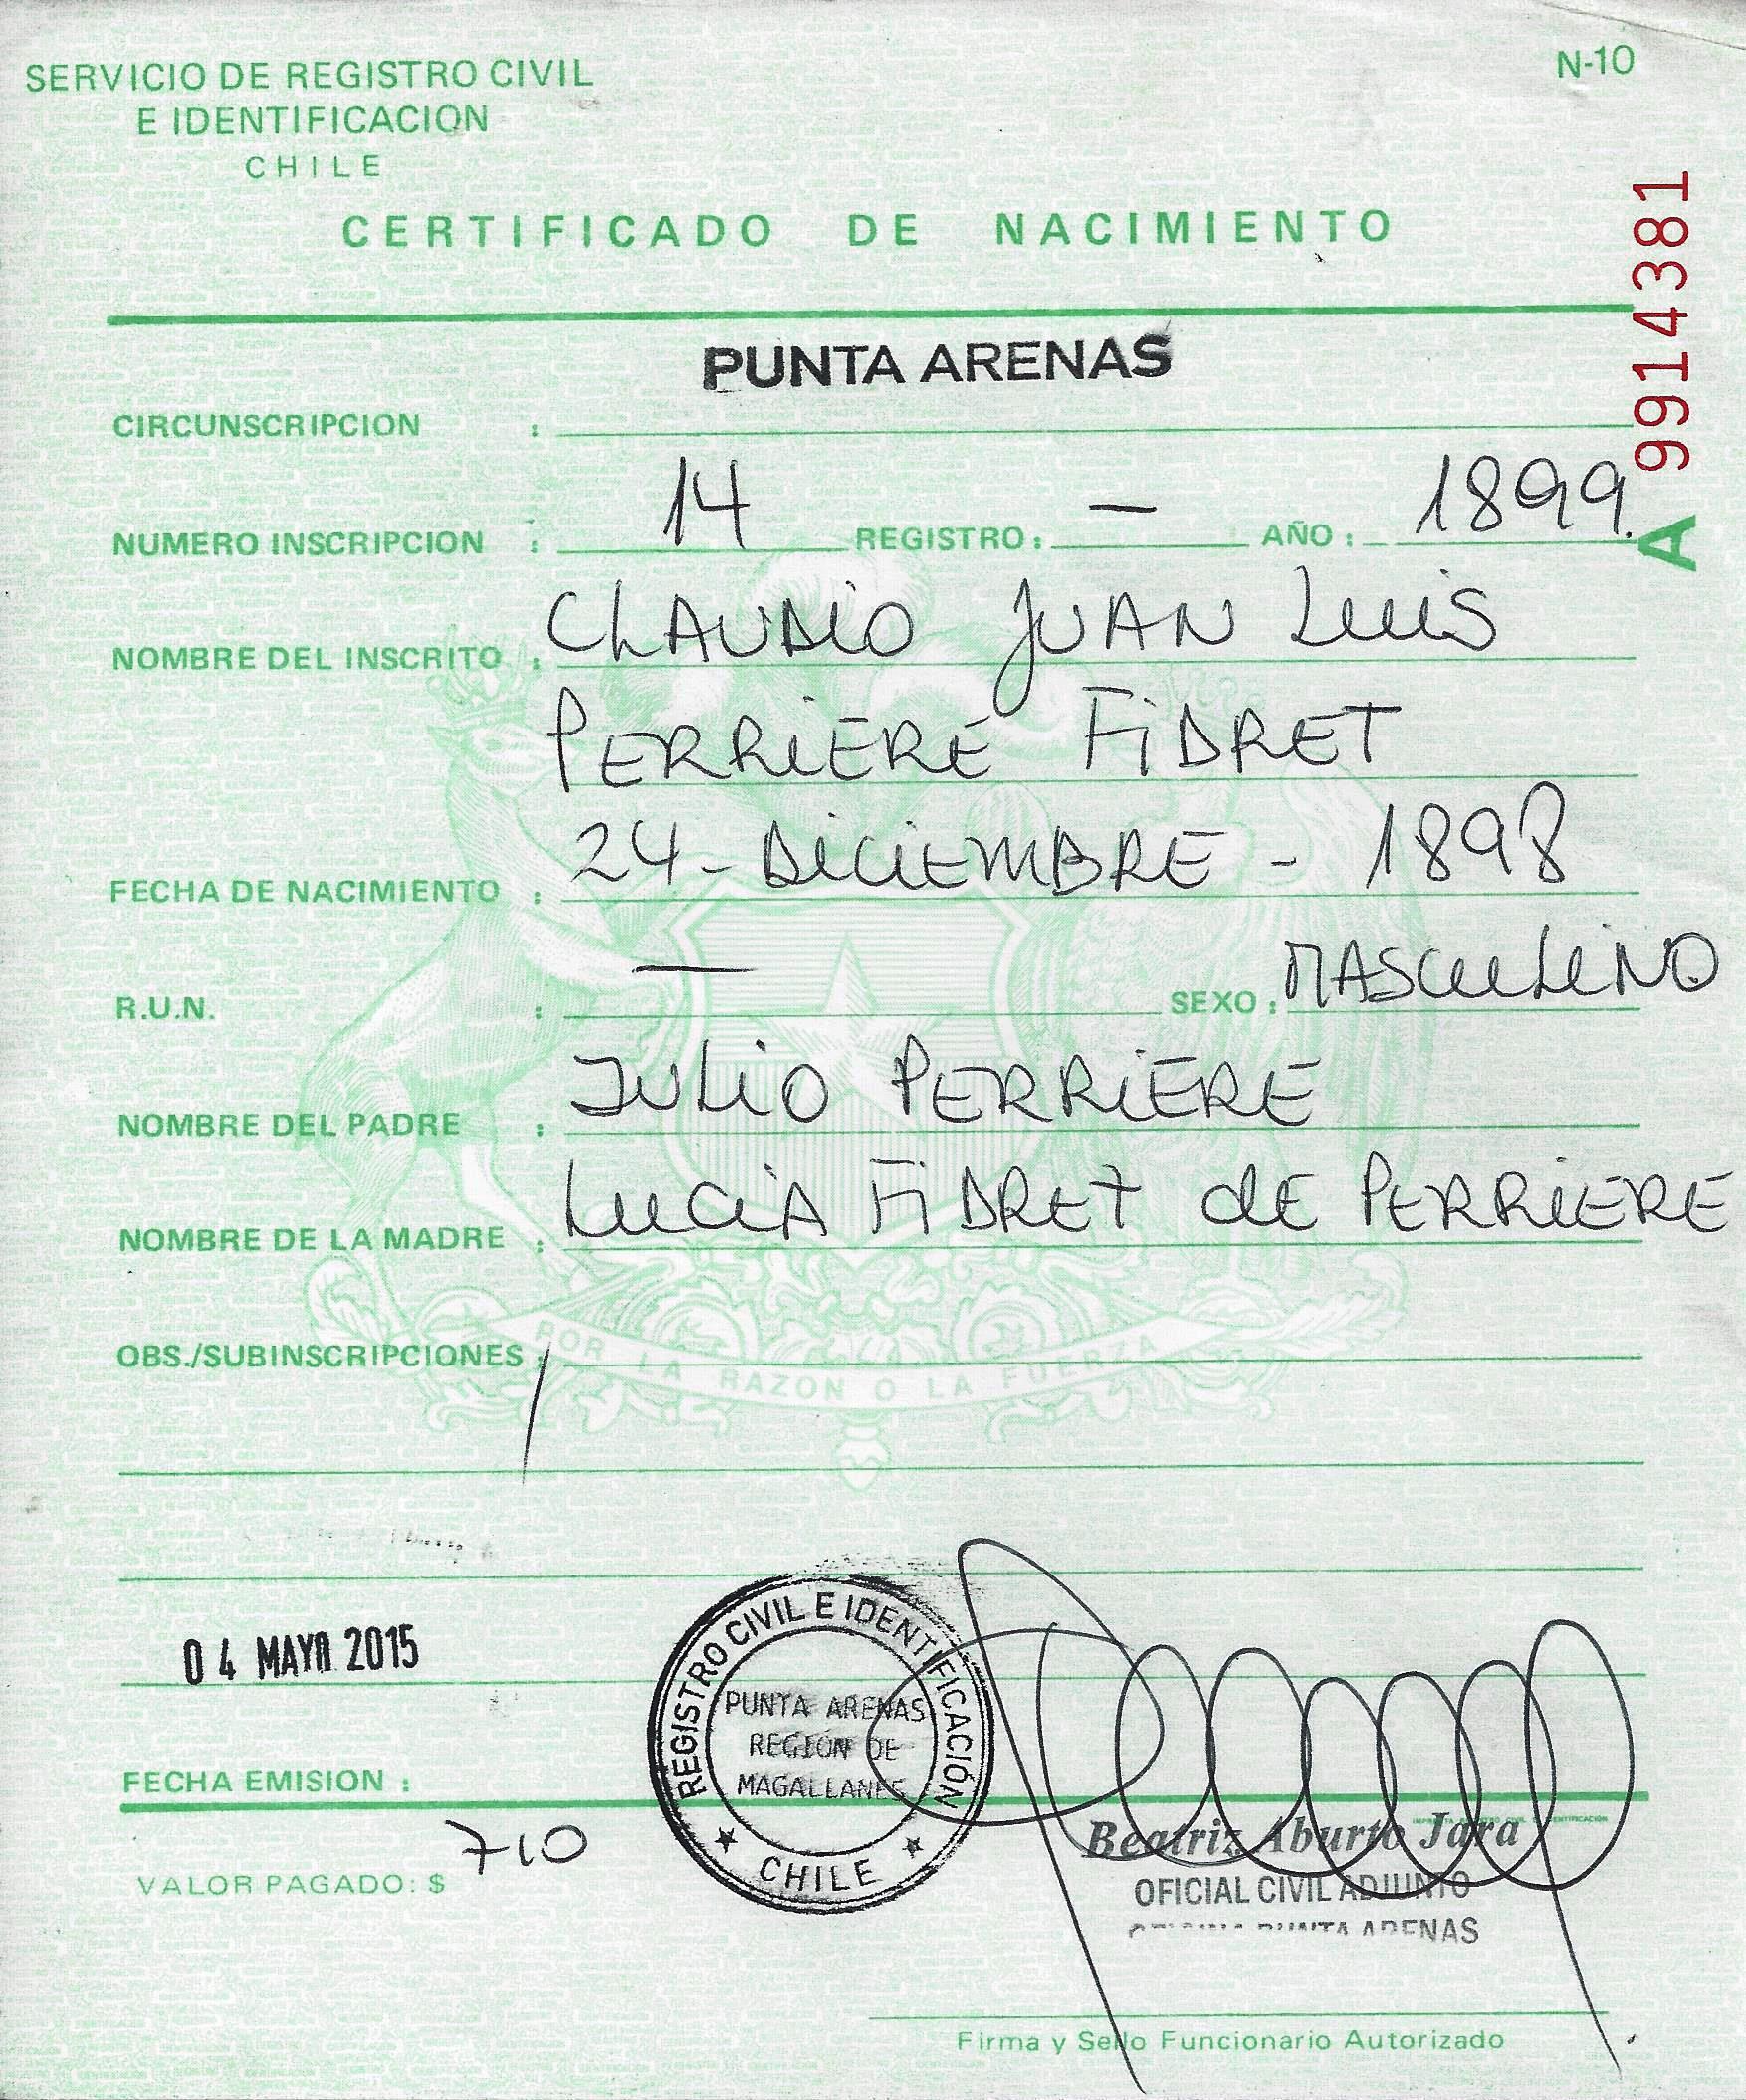 SERVICIO DE REGISTRO CIVIL
E IDENTIFICACION
CHILE
N-10
CERTIFICADO DE NACIMIENTO
A 9914381
PUNTA ARENAS
CIRCUNSCRIPCION :
NUMERO INSCRIPCION : 14 REGISTRO: — AÑO: 1899.
NOMBRE DEL INSCRITO : CLAUDIO JUAN LUIS
PERRIERE FIDRET
FECHA DE NACIMIENTO : 24 - DICIEMBRE - 1898
R.U.N. : — SEXO : MASCULINO
NOMBRE DEL PADRE : JULIO PERRIERE
NOMBRE DE LA MADRE : LUCIA FIDRET dE PERRIERE
OBS./SUBINSCRIPCIONES :
POR LA RAZON O LA FUERZA
04 MAYO 2015
FECHA EMISION :
REGISTRO CIVIL E IDENTIFICACIÓN
PUNTA ARENAS
REGIÓN DE
MAGALLANES
★ CHILE ★
VALOR PAGADO: $ 710
Beatriz Aburto Jara
OFICIAL CIVIL ADJUNTO
OFICINA PUNTA ARENAS
Firma y Sello Funcionario Autorizado